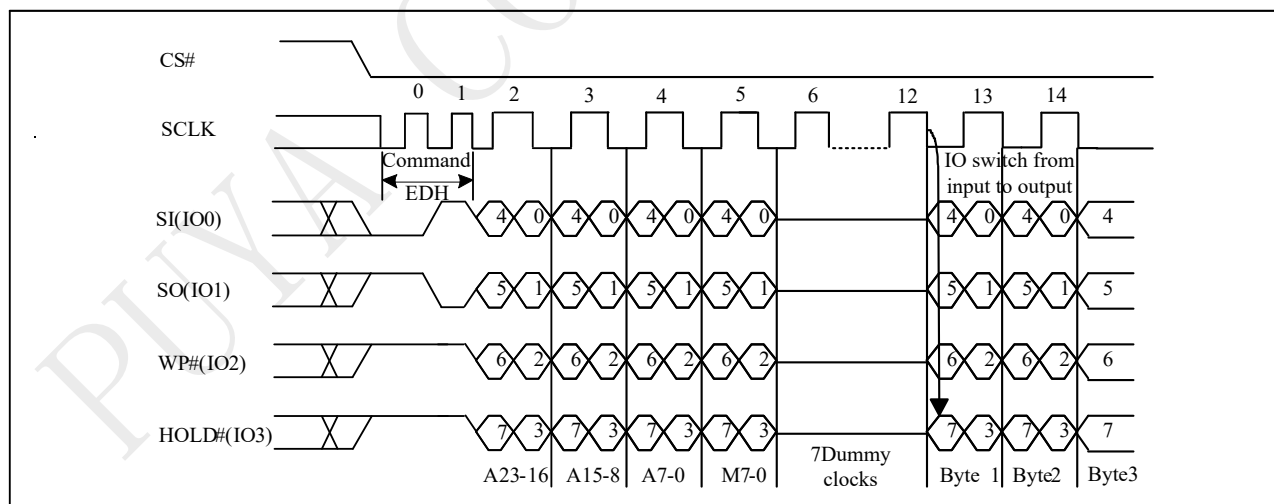 PUYA CO
CS#
0 1 2 3 4 5 6 12 13 14
SCLK
Command
EDH
IO switch from
input to output
SI(IO0)
4 0 4 0 4 0 4 0 4 0 4 0 4
SO(IO1)
5 1 5 1 5 1 5 1 5 1 5 1 5
WP#(IO2)
6 2 6 2 6 2 6 2 6 2 6 2 6
HOLD#(IO3)
7 3 7 3 7 3 7 3 7 3 7 3 7
A23-16 A15-8 A7-0 M7-0
7Dummy
clocks
Byte 1 Byte2 Byte3